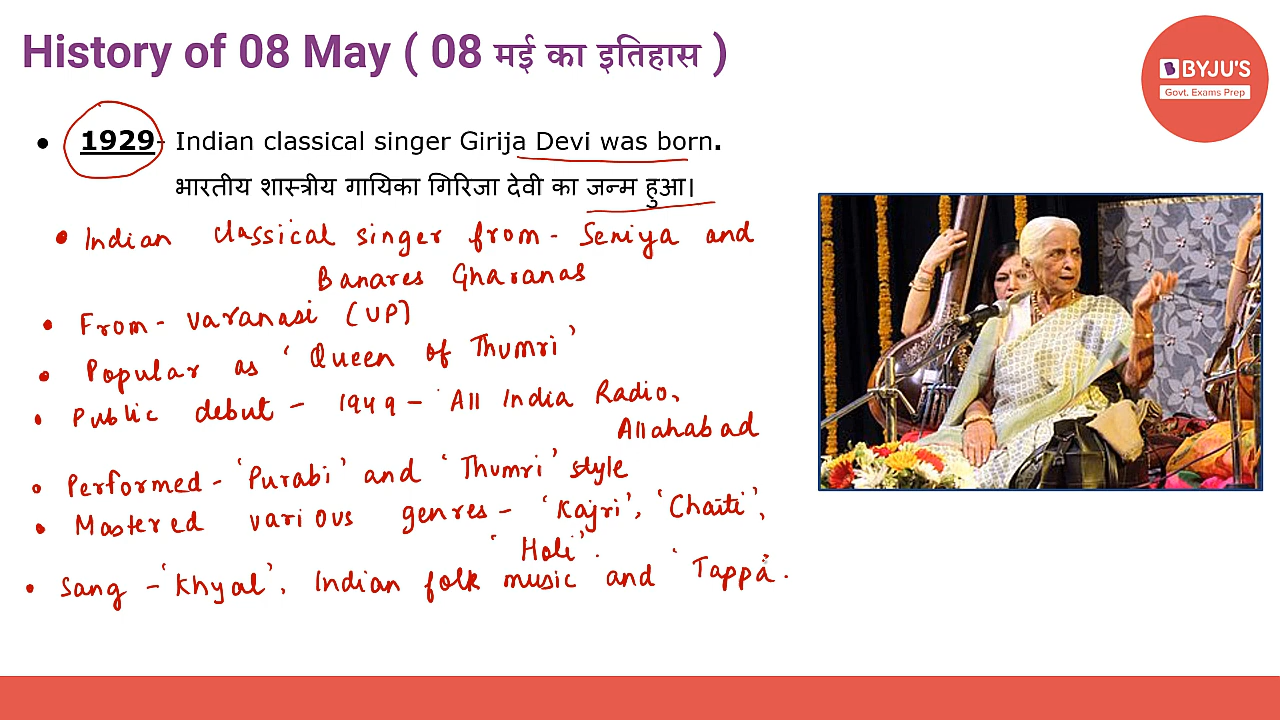 History of 08 May ( 08 मई का इतिहास )
BYJU'S
Govt. Exams Prep
• 1929- Indian classical singer Girija Devi was born.
भारतीय शास्त्रीय गायिका गिरिजा देवी का जन्म हुआ।
• Indian classical singer from - Seniya and
Banares Gharanas
• From - Varanasi (UP)
• Popular as 'Queen of Thumri'
• Public debut - 1949 - All India Radio,
Allahabad
• Performed - 'Purabi' and 'Thumri' style
• Mastered various genres - 'Kajri', 'Chaiti',
'Holi'.
• Sang - 'Khyal', Indian folk music and 'Tappa'.